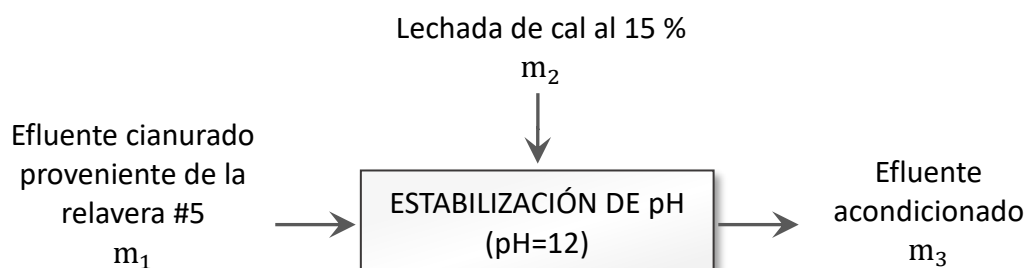 Lechada de cal al 15 %
m₂
Efluente cianurado
proveniente de la
relavera #5
m₁
ESTABILIZACIÓN DE pH
(pH=12)
Efluente
acondicionado
m₃